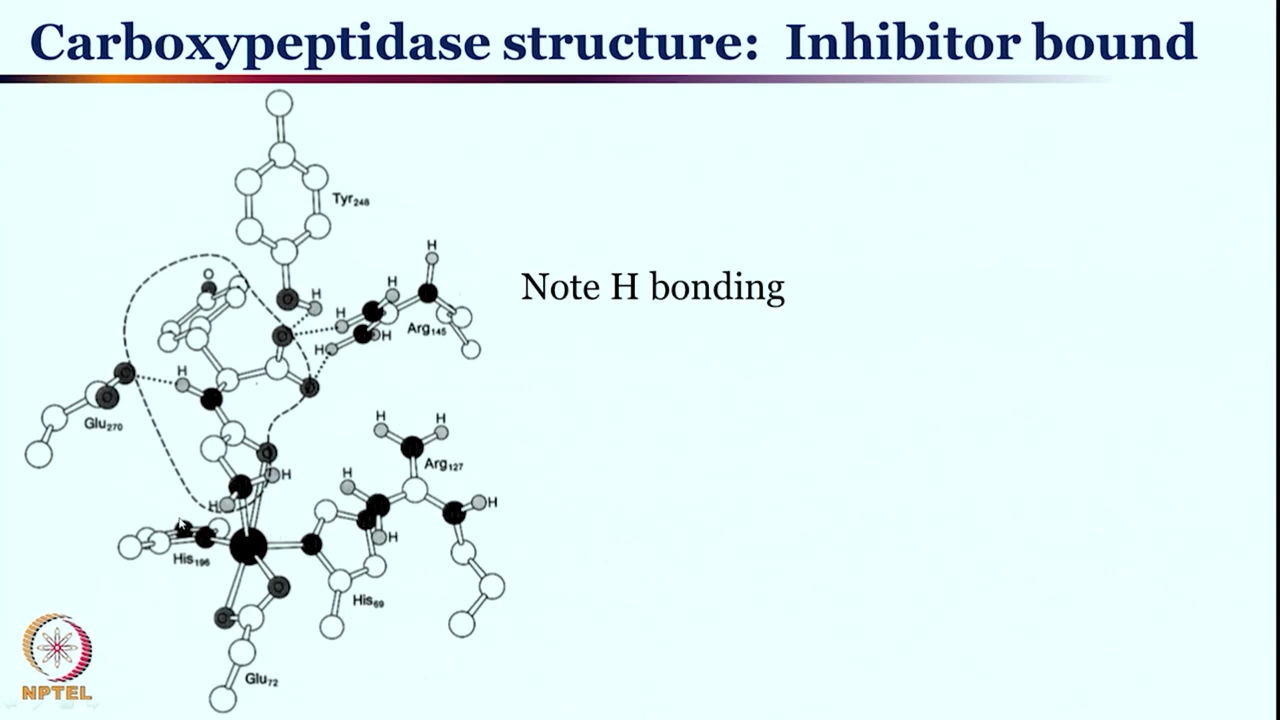 Carboxypeptidase structure: Inhibitor bound
Tyr248
H
O
H
O
H
H
Note H bonding
Arg145
H
H
O
H
O
O
O
Glu270
H
H
O
Arg127
H
H
H
H
H
His196
His69
O
O
Glu72
NPTEL